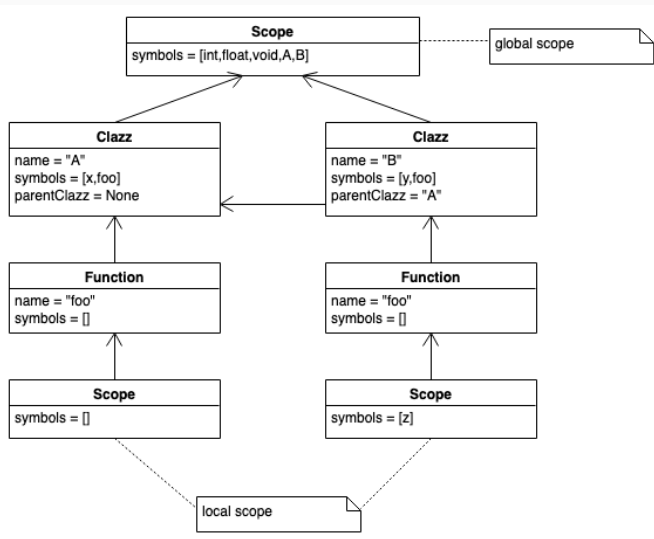 Scope
symbols = [int,float,void,A,B]
global scope
Clazz
name = "A"
symbols = [x,foo]
parentClazz = None
Clazz
name = "B"
symbols = [y,foo]
parentClazz = "A"
Function
name = "foo"
symbols = []
Function
name = "foo"
symbols = []
Scope
symbols = []
Scope
symbols = [z]
local scope